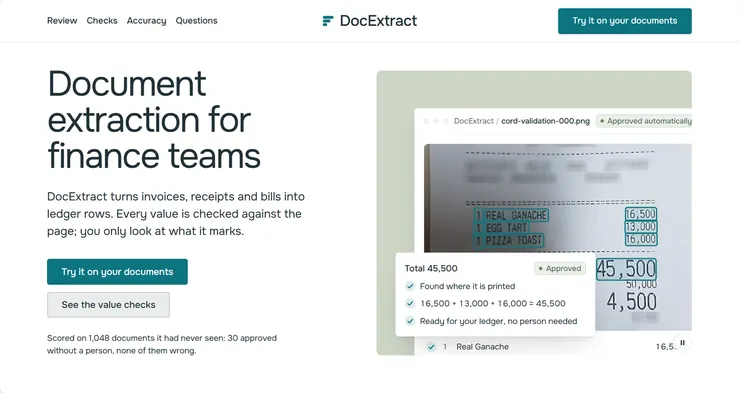 Review Checks Accuracy Questions
DocExtract
Try it on your documents
Document
extraction for
finance teams
DocExtract turns invoices, receipts and bills into
ledger rows. Every value is checked against the
page; you only look at what it marks.
Try it on your documents
See the value checks
Scored on 1,048 documents it had never seen: 30 approved
without a person, none of them wrong.
DocExtract / cord-validation-000.png Approved automatically
1 REAL GANACHE 16,500
1 EGG TART 13,000
1 PIZZA TOAST 16,000
45,500
50,000
4,500
Total 45,500 Approved
Found where it is printed
16,500 + 13,000 + 16,000 = 45,500
Ready for your ledger, no person needed
1 Real Ganache 16,5